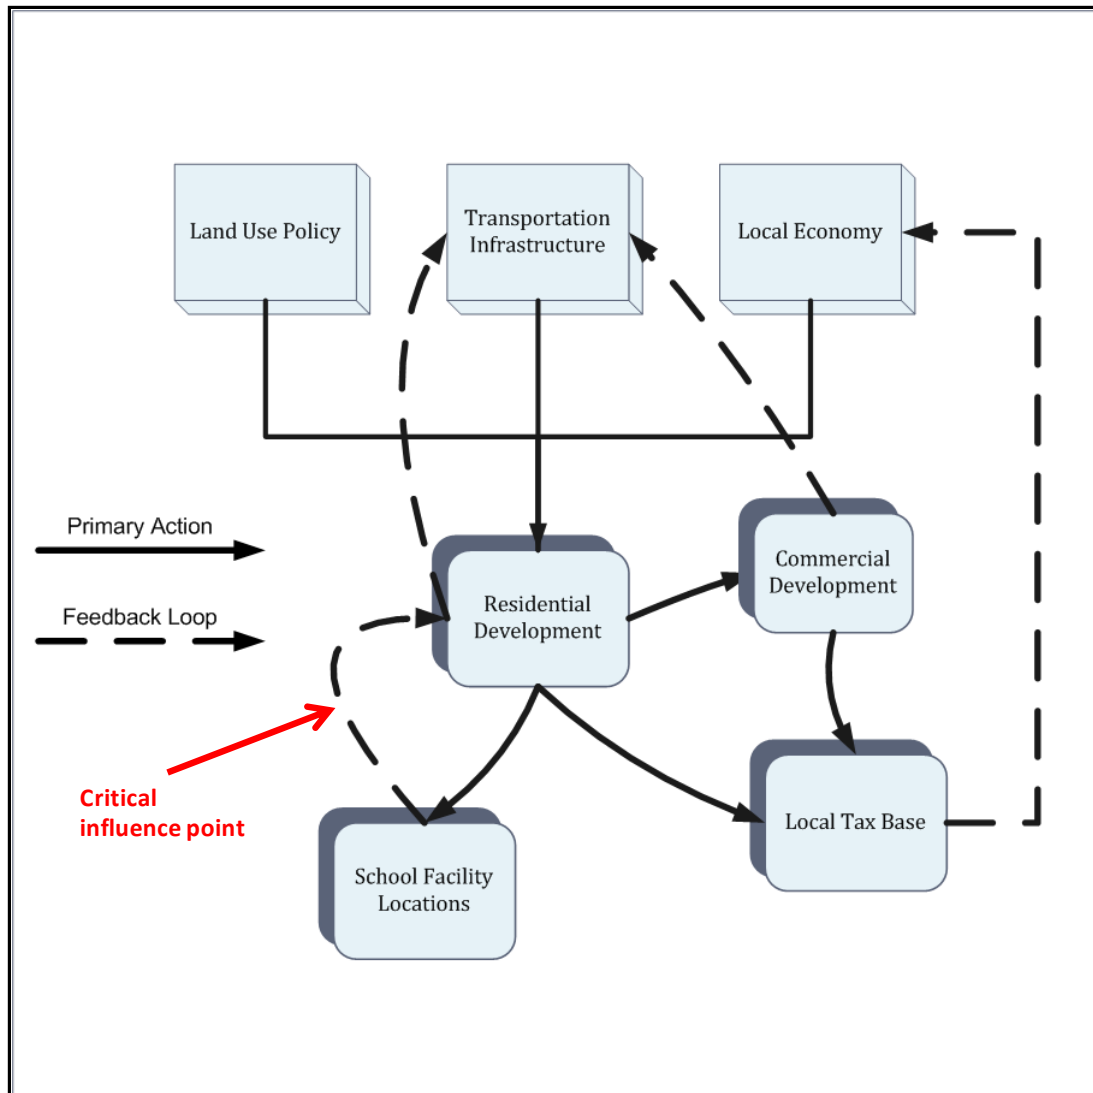 Land Use Policy
Transportation
Infrastructure
Local Economy
Primary Action
Feedback Loop
Residential
Development
Commercial
Development
Critical
influence point
School Facility
Locations
Local Tax Base